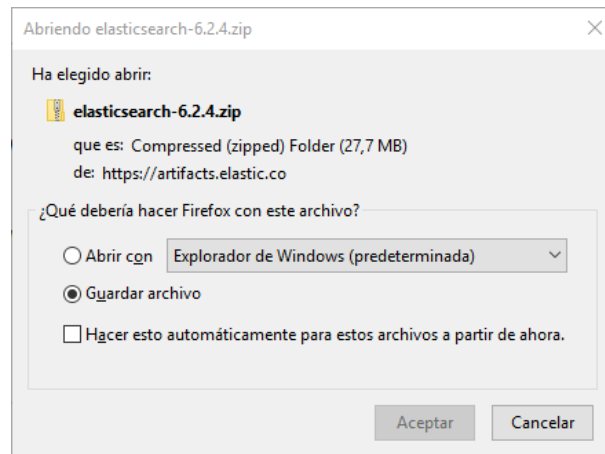 Abriendo elasticsearch-6.2.4.zip
Ha elegido abrir:
elasticsearch-6.2.4.zip
que es: Compressed (zipped) Folder (27,7 MB)
de: https://artifacts.elastic.co
¿Qué debería hacer Firefox con este archivo?
Abrir con Explorador de Windows (predeterminada)
Guardar archivo
Hacer esto automáticamente para estos archivos a partir de ahora.
Aceptar Cancelar